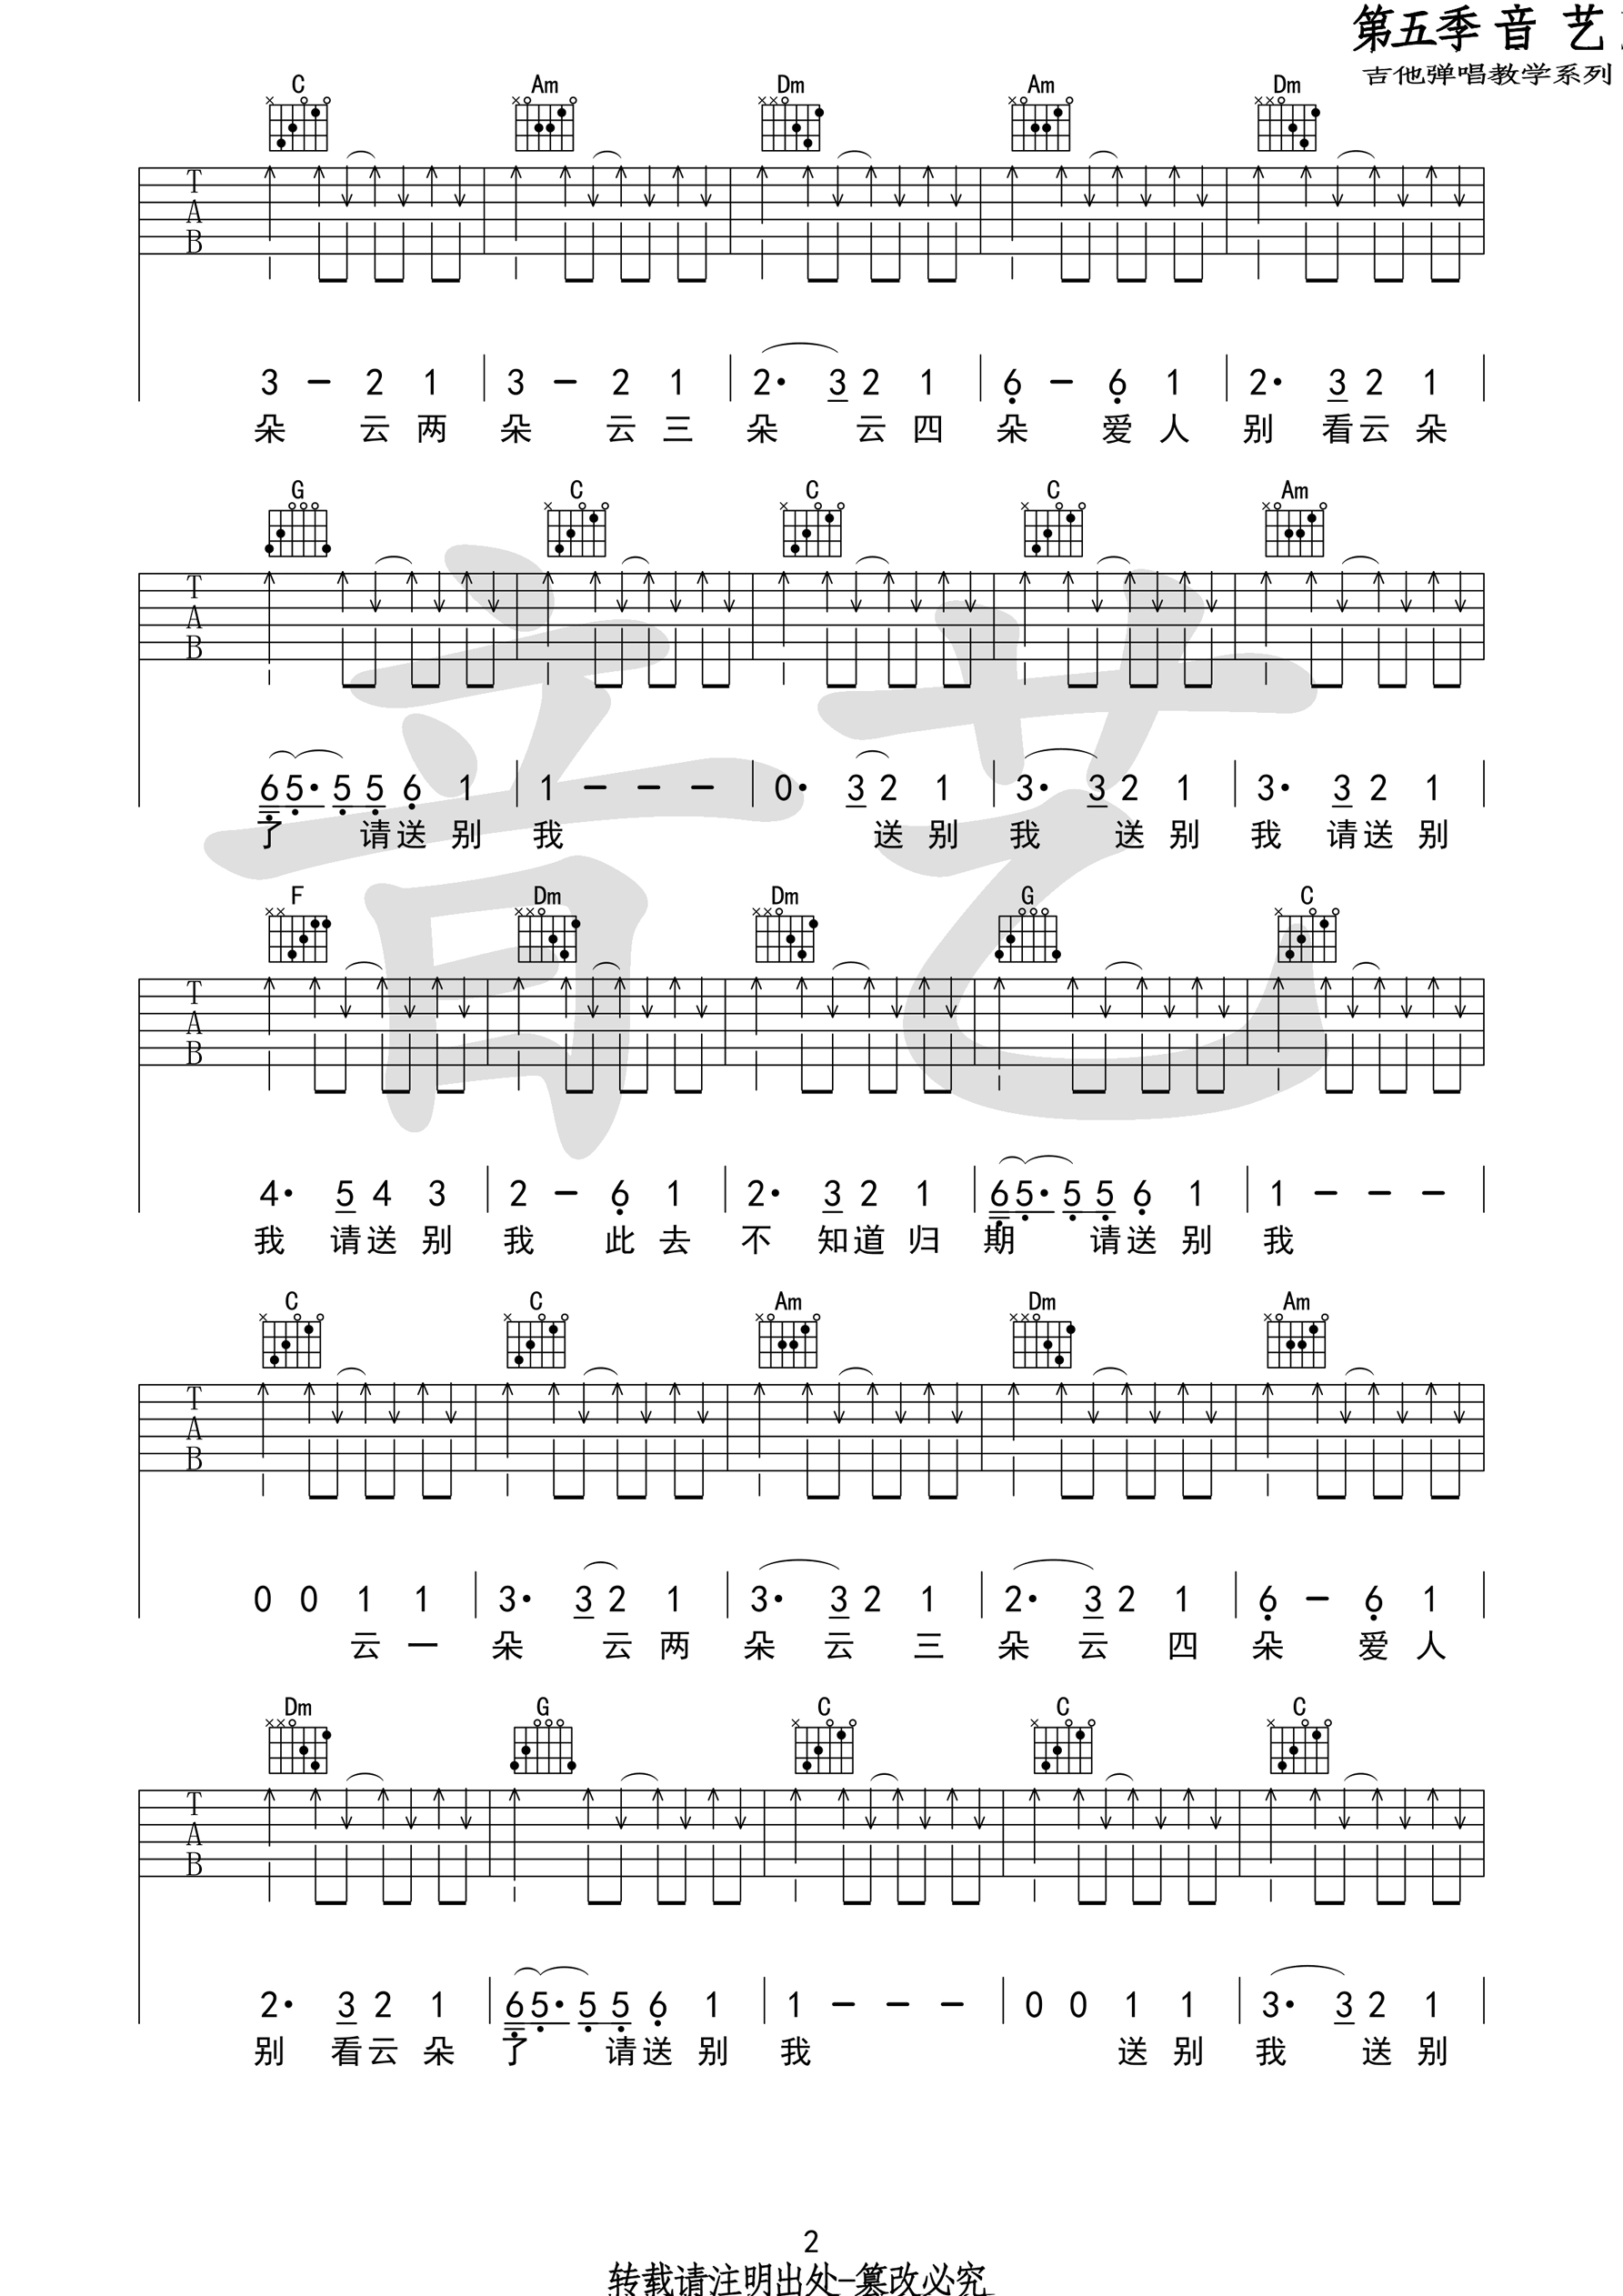 第五季 音 艺
吉他弹唱教学系列
C Am Dm Am Dm
T
A
B
3 – 2 1 | 3 – 2 1 | 2· 3 2 1 | 6 – 6 1 | 2· 3 2 1
朵 云 两 朵 云 三 朵 云 四 朵 爱 人 别 看 云 朵
G C C C Am
T
A
B
6 5· 5 5 6 1 | 1 – – – | 0· 3 2 1 | 3· 3 2 1 | 3· 3 2 1
了 请 送 别 我 送 别 我 送 别 我 请 送 别
F Dm Dm G C
T
A
B
4· 5 4 3 | 2 – 6 1 | 2· 3 2 1 | 6 5· 5 5 6 1 | 1 – – –
我 请 送 别 我 此 去 不 知 道 归 期 请 送 别 我
C C Am Dm Am
T
A
B
0 0 1 1 | 3· 3 2 1 | 3· 3 2 1 | 2· 3 2 1 | 6 – 6 1
云 一 朵 云 两 朵 云 三 朵 云 四 朵 爱 人
Dm G C C C
T
A
B
2· 3 2 1 | 6 5· 5 5 6 1 | 1 – – – | 0 0 1 1 | 3· 3 2 1
别 看 云 朵 了 请 送 别 我 送 别 我 送 别
音艺
2
转载请注明出处-篡改必究